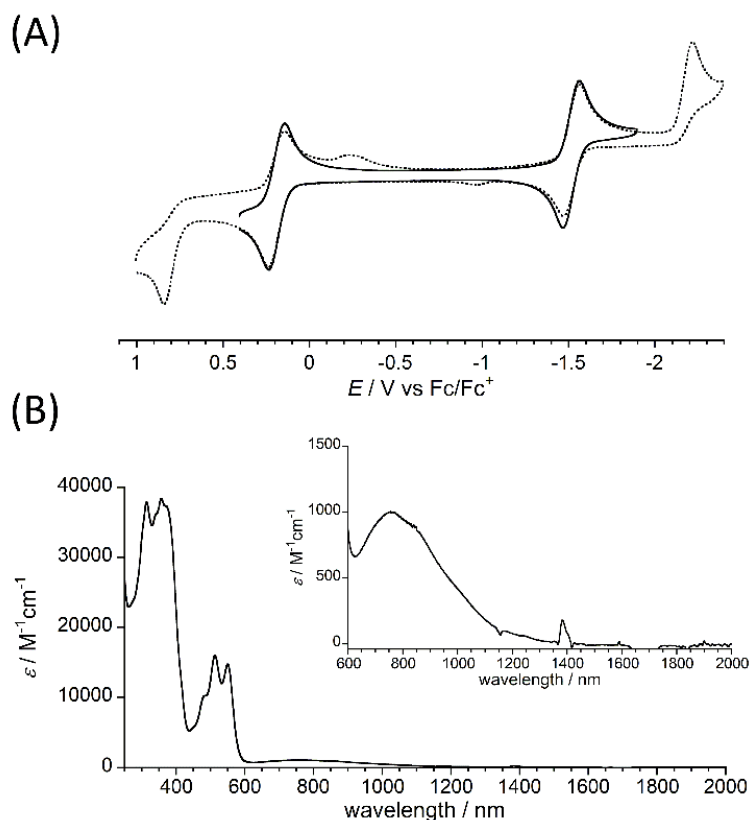 (A)
1 0.5 0 -0.5 -1 -1.5 -2
E / V vs Fc/Fc⁺
(B)
1500
1000
500
0
ε / M⁻¹cm⁻¹
600 800 1000 1200 1400 1600 1800 2000
wavelength / nm
40000
30000
20000
10000
0
ε / M⁻¹cm⁻¹
400 600 800 1000 1200 1400 1600 1800 2000
wavelength / nm